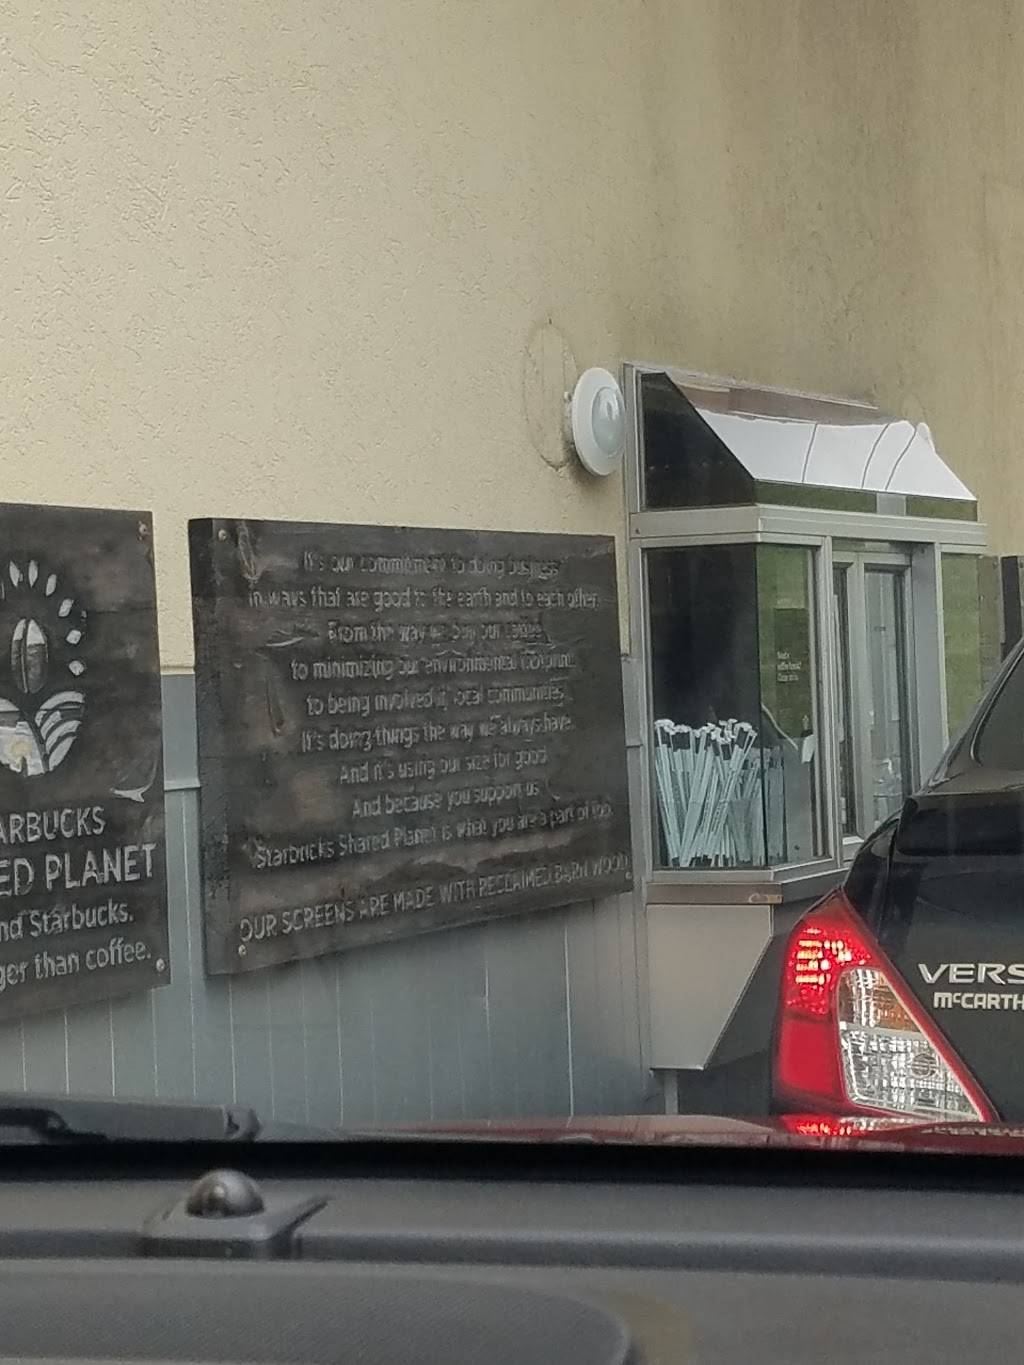 ARBUCKS
ED PLANET
nd Starbucks.
ger than coffee.
It's our commitment to doing business
in ways that are good to the earth and to each other.
From the way we buy our
to minimizing our environmental footprint
to being involved in local communities.
It's doing things the way we always have.
And it's using our size for good.
And because you support us
Starbucks Shared Planet is what you are a part of too.
OUR SCREENS ARE MADE WITH RECLAIMED BARN WOOD
VERS
McCARTH